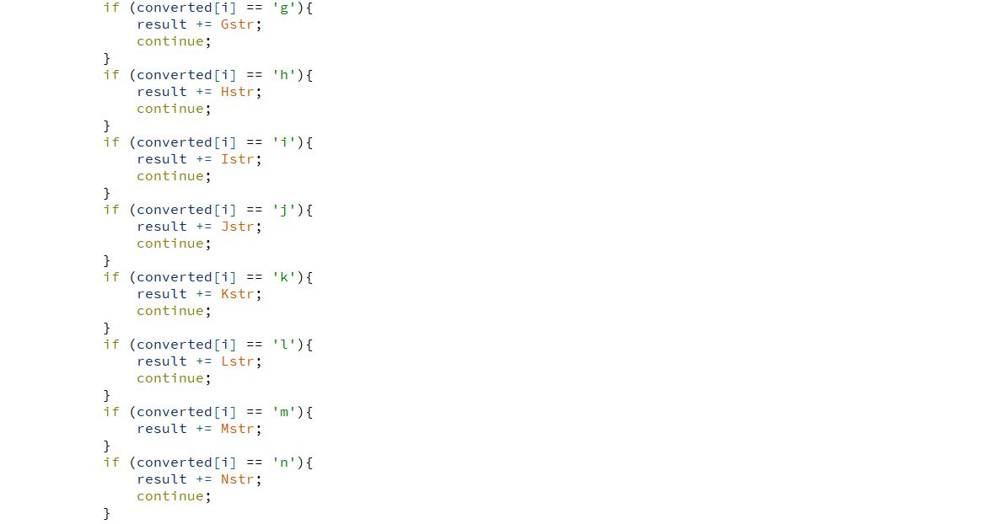 if (converted[i] == 'g'){
    result += Gstr;
    continue;
}
if (converted[i] == 'h'){
    result += Hstr;
    continue;
}
if (converted[i] == 'i'){
    result += Istr;
    continue;
}
if (converted[i] == 'j'){
    result += Jstr;
    continue;
}
if (converted[i] == 'k'){
    result += Kstr;
    continue;
}
if (converted[i] == 'l'){
    result += Lstr;
    continue;
}
if (converted[i] == 'm'){
    result += Mstr;
}
if (converted[i] == 'n'){
    result += Nstr;
    continue;
}